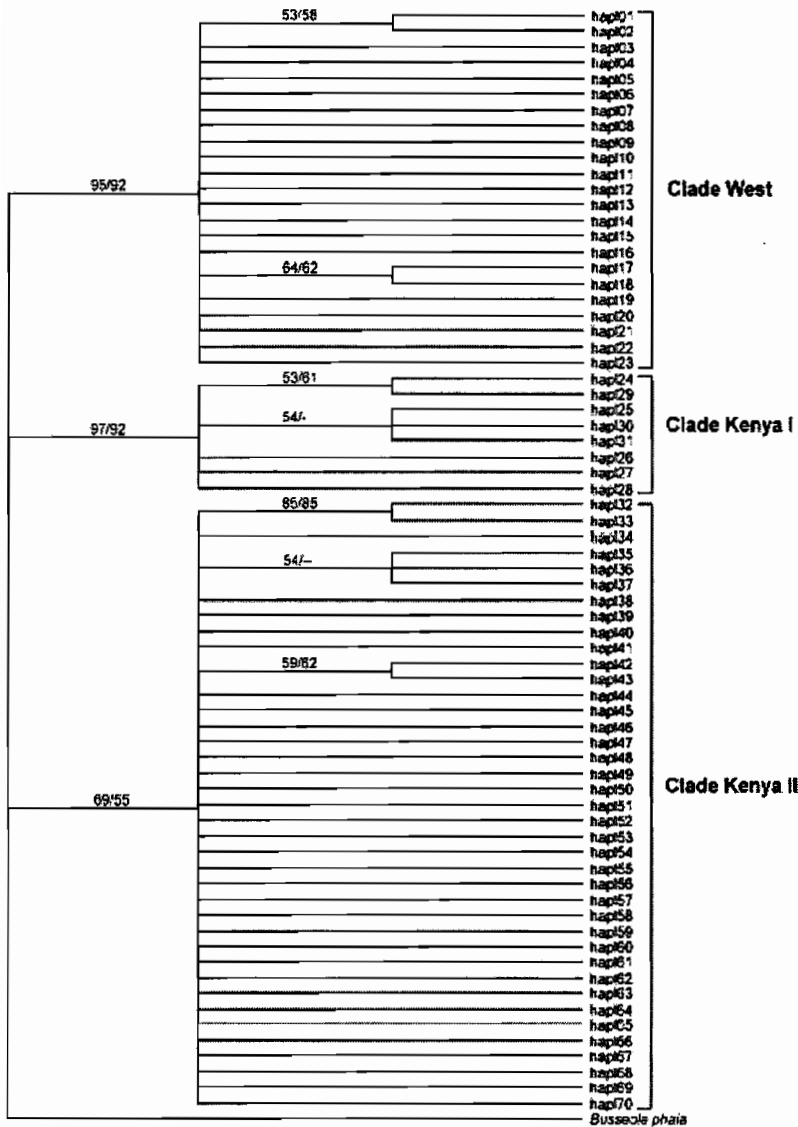 53/58
hapl01
hapl02
hapl03
hapl04
hapl05
hapl06
hapl07
hapl08
hapl09
hapl10
95/92
hapl11
hapl12
Clade West
hapl13
hapl14
hapl15
hapl16
64/62
hapl17
hapl18
hapl19
hapl20
hapl21
hapl22
hapl23
53/61
hapl24
hapl29
54/-
hapl25
97/92
hapl30
Clade Kenya I
hapl31
hapl26
hapl27
hapl28
85/85
hapl32
hapl33
hapl34
54/--
hapl35
hapl36
hapl37
hapl38
hapl39
hapl40
hapl41
59/62
hapl42
hapl43
hapl44
hapl45
hapl46
hapl47
hapl48
hapl49
hapl50
Clade Kenya II
69/55
hapl51
hapl52
hapl53
hapl54
hapl55
hapl56
hapl57
hapl58
hapl59
hapl60
hapl61
hapl62
hapl63
hapl64
hapl65
hapl66
hapl67
hapl68
hapl69
hapl70
Busseola phaia